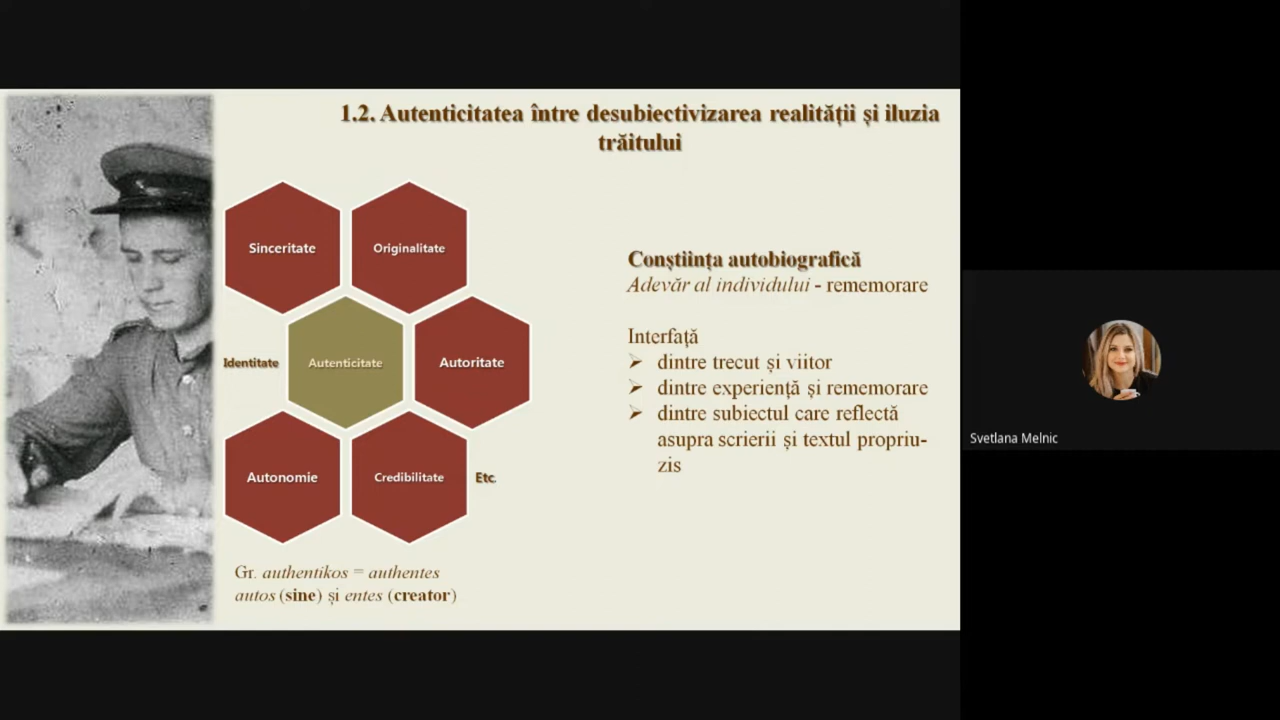 1.2. Autenticitatea între desubiectivizarea realității și iluzia
trăitului
Sinceritate
Originalitate
Identitate
Autenticitate
Autoritate
Autonomie
Credibilitate
Etc.
Gr. authentikos = authentes
autos (sine) și entes (creator)
Conștiința autobiografică
Adevăr al individului - rememorare
Interfață
dintre trecut și viitor
dintre experiență și rememorare
dintre subiectul care reflectă
asupra scrierii și textul propriu-
zis
Svetlana Melnic